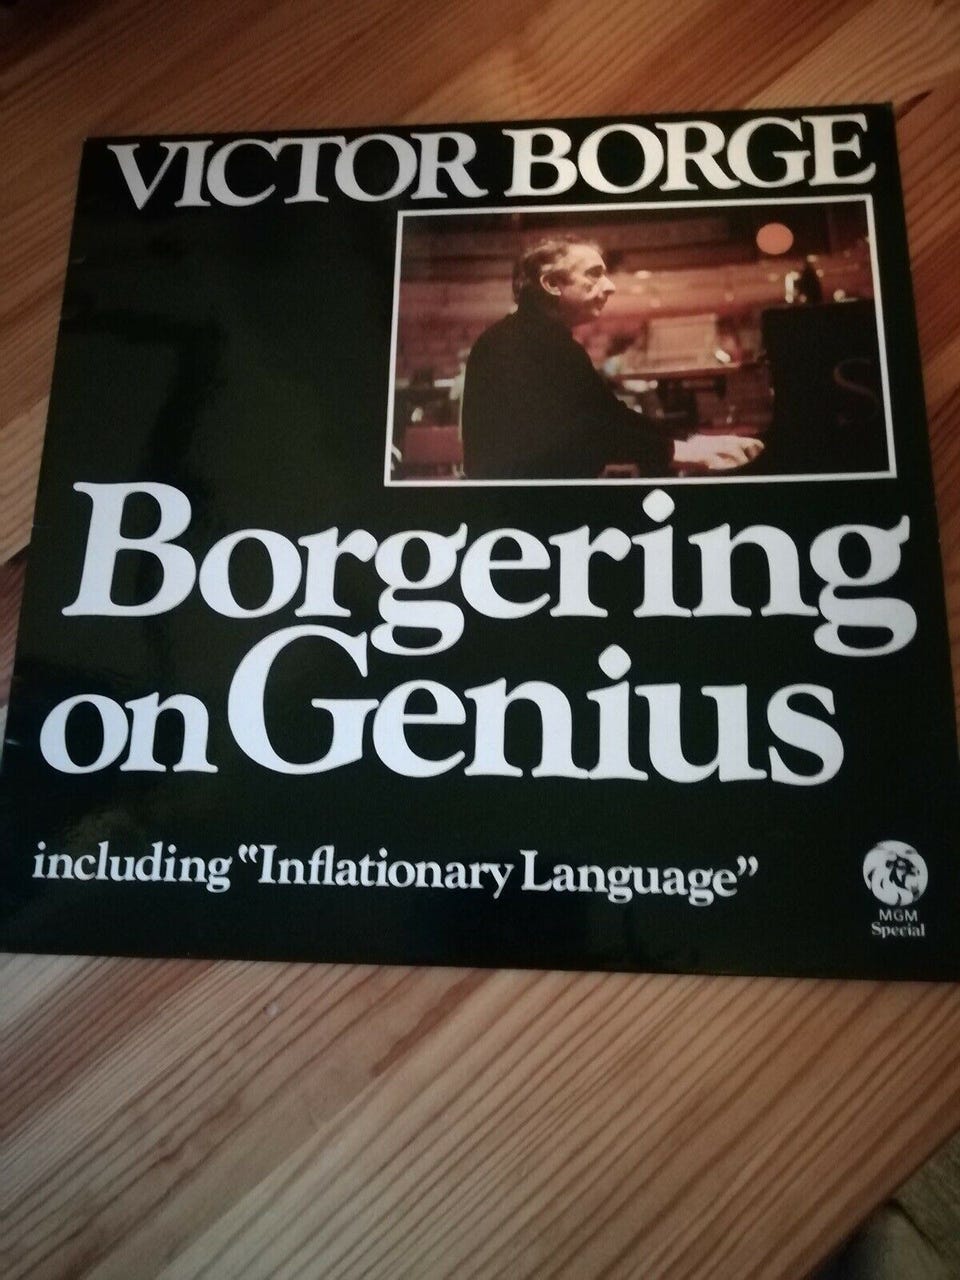 VICTOR BORGE
S
Borgering
on Genius
including "Inflationary Language"
MGM
Special